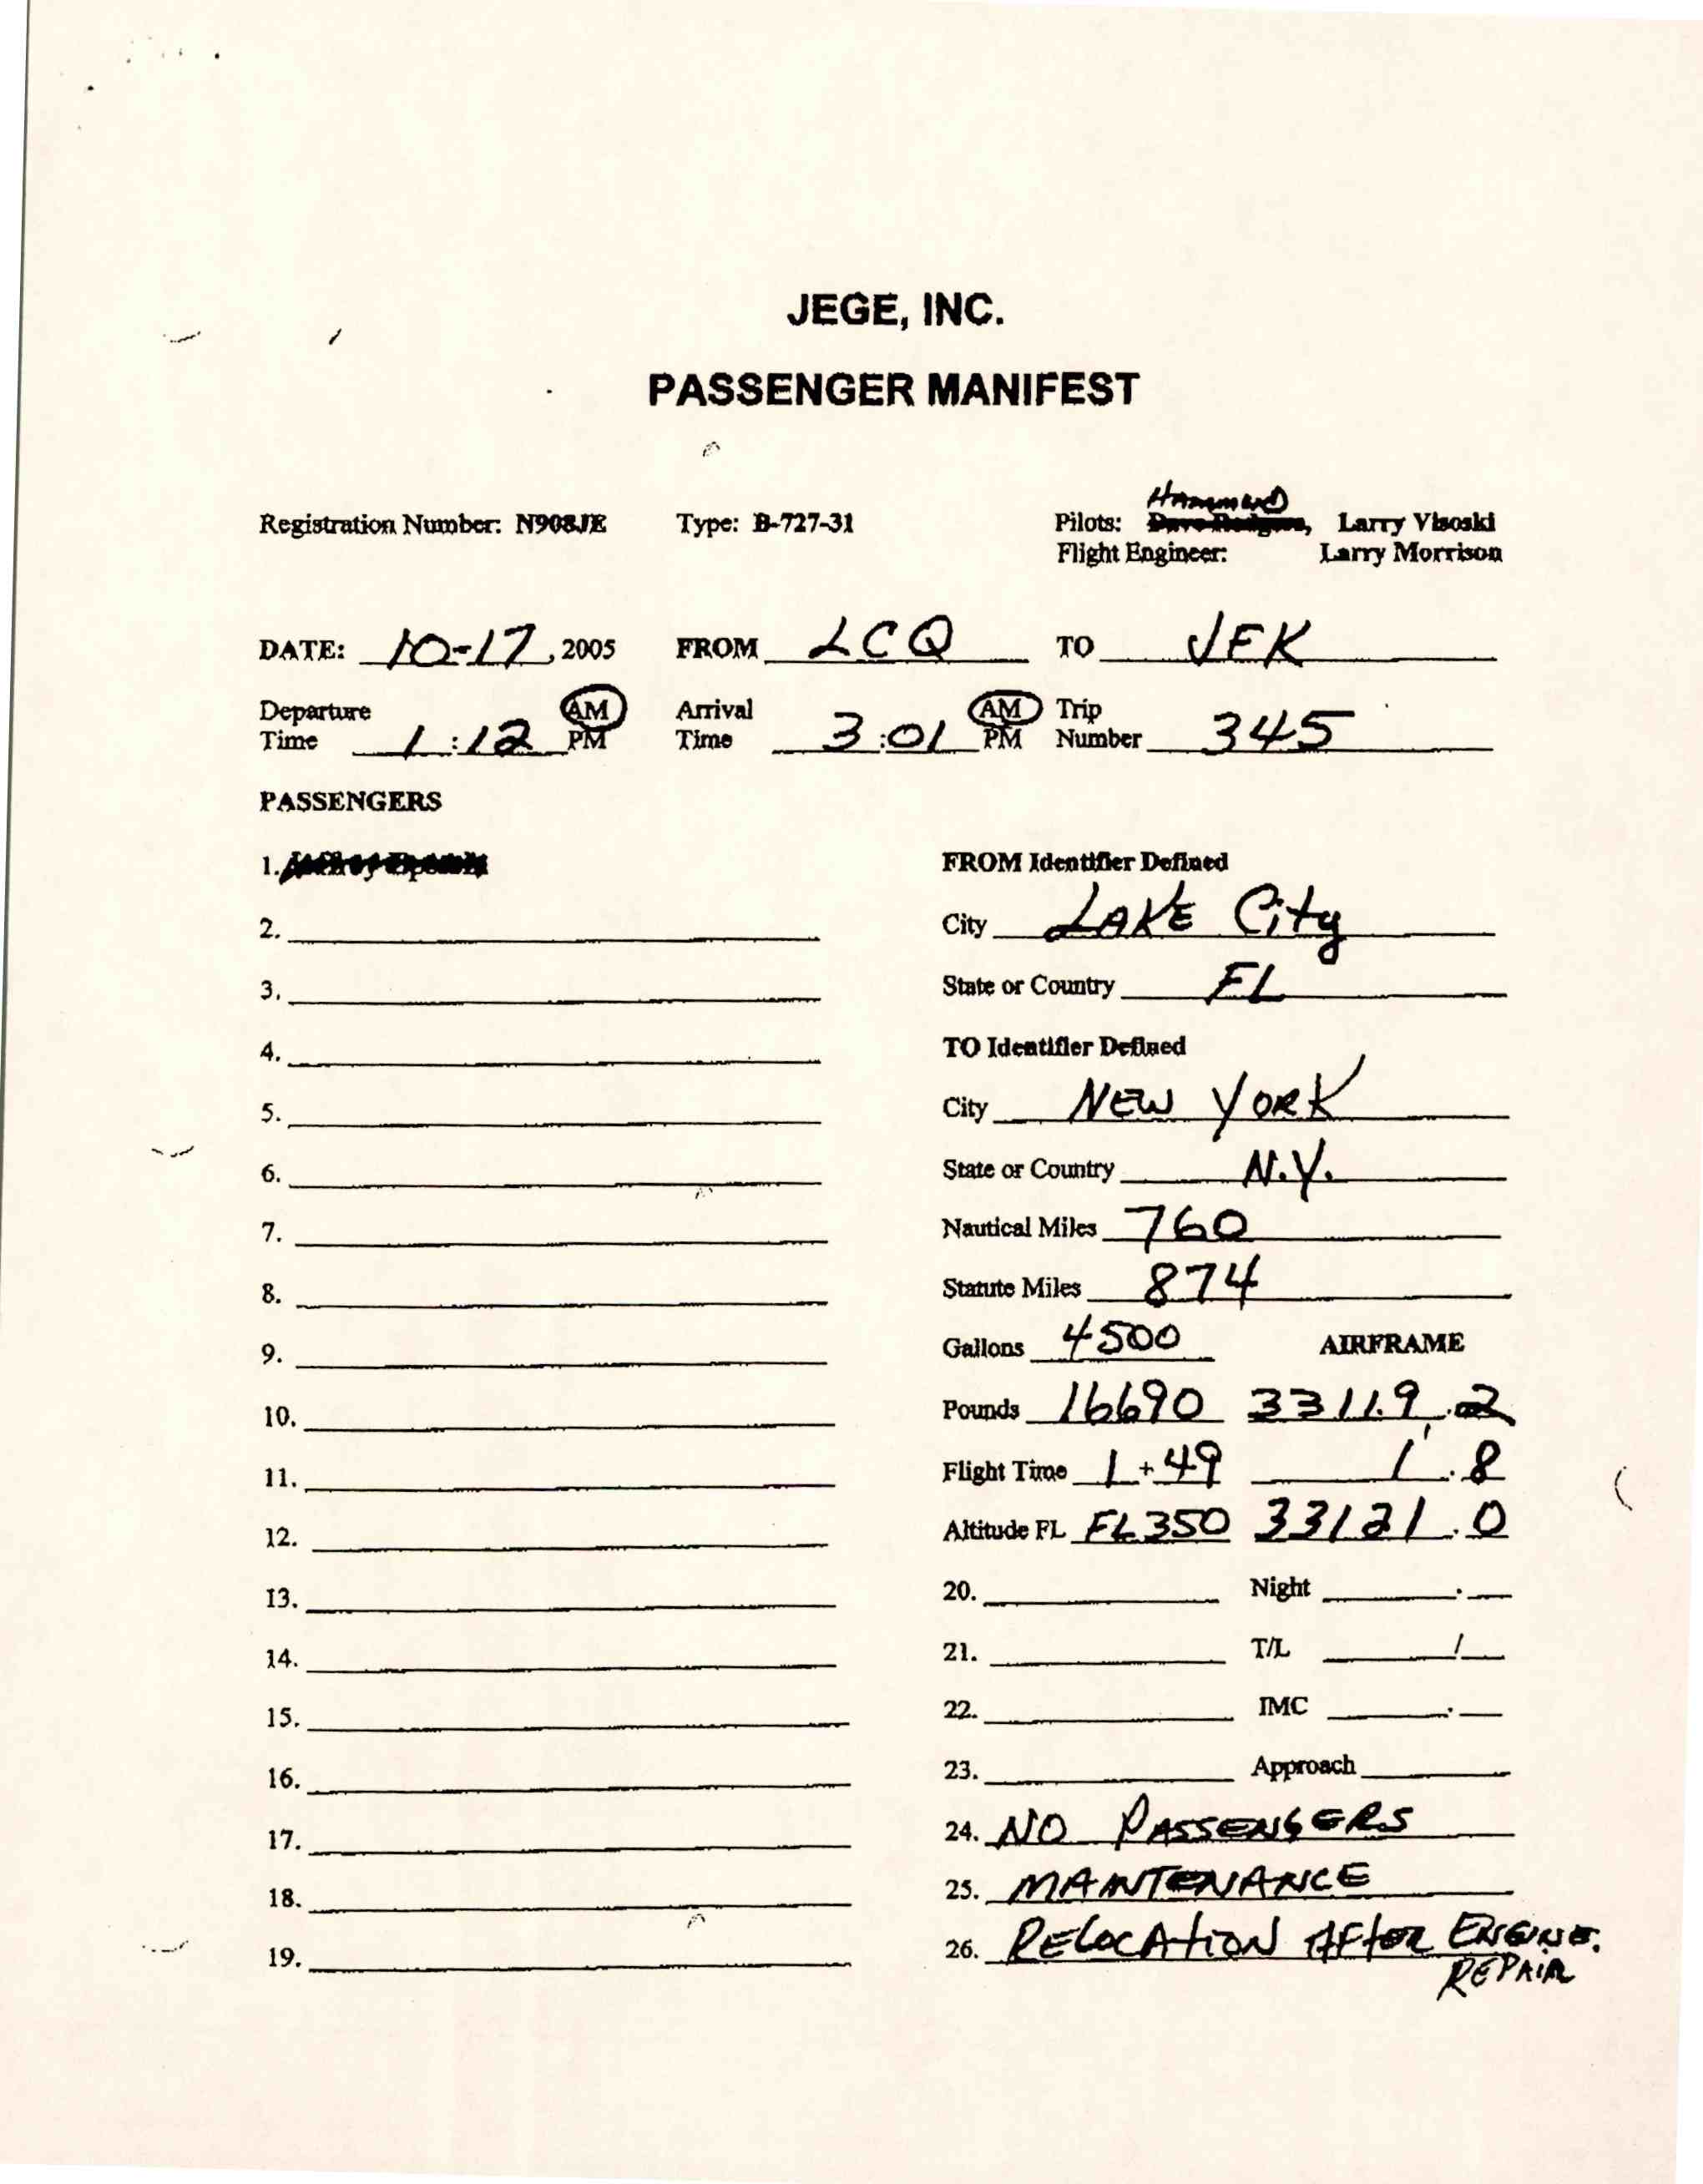 JEGE, INC.
PASSENGER MANIFEST
Registration Number: N908JE Type: B-727-31 Pilots: Hammond Larry Visoski
Flight Engineer: Larry Morrison
DATE: 10-17, 2005 FROM LCQ TO JFK
Departure Time 1:12 AM PM Arrival Time 3:01 AM PM Trip Number 345
PASSENGERS
1.
2.
3.
4.
5.
6.
7.
8.
9.
10.
11.
12.
13.
14.
15.
16.
17.
18.
19.
FROM Identifier Defined
City LAKE City
State or Country FL
TO Identifier Defined
City NEW YORK
State or Country N.Y.
Nautical Miles 760
Statute Miles 874
Gallons 4500 AIRFRAME
Pounds 16690 33119.2
Flight Time 1+49 1.8
Altitude FL FL350 33121.0
20. Night .
21. T/L /
22. IMC .
23. Approach
24. NO PASSENGERS
25. MAINTENANCE
26. RELOCATION AFTER ENGINE.
REPAIR